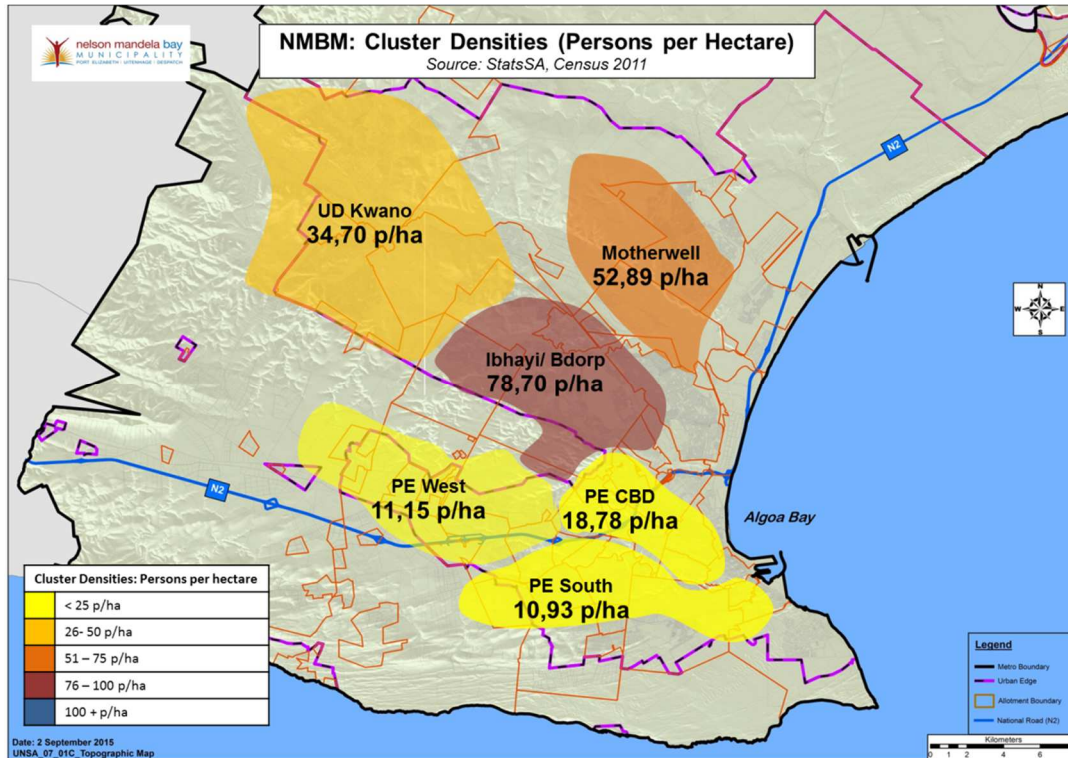 nelson mandela bay
MUNICIPALITY
PORT ELIZABETH | UITENHAGE | DESPATCH
NMBM: Cluster Densities (Persons per Hectare)
Source: StatsSA, Census 2011
N2
UD Kwano
34,70 p/ha
Motherwell
52,89 p/ha
N
W E
S
Ibhayi/ Bdorp
78,70 p/ha
PE West
11,15 p/ha
N2
PE CBD
18,78 p/ha
Algoa Bay
PE South
10,93 p/ha
Cluster Densities: Persons per hectare
< 25 p/ha
26- 50 p/ha
51 – 75 p/ha
76 – 100 p/ha
100 + p/ha
Legend
Metro Boundary
Urban Edge
Allotment Boundary
National Road (N2)
Kilometers
0 1 2 4 6 8
Date: 2 September 2015
UNSA_07_01C_Topographic Map